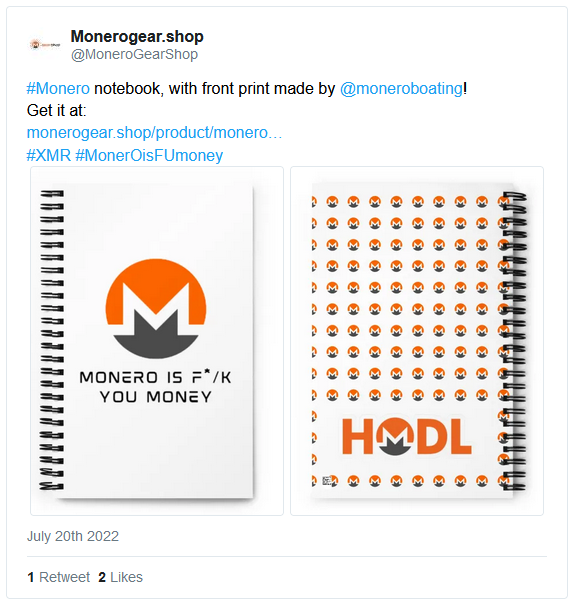 Monerogear.shop
@MoneroGearShop
#Monero notebook, with front print made by @moneroboating!
Get it at:
monerogear.shop/product/monero…
#XMR #MonerOisFUmoney
MONERO IS F*/K
YOU MONEY
HODL
July 20th 2022
1 Retweet 2 Likes